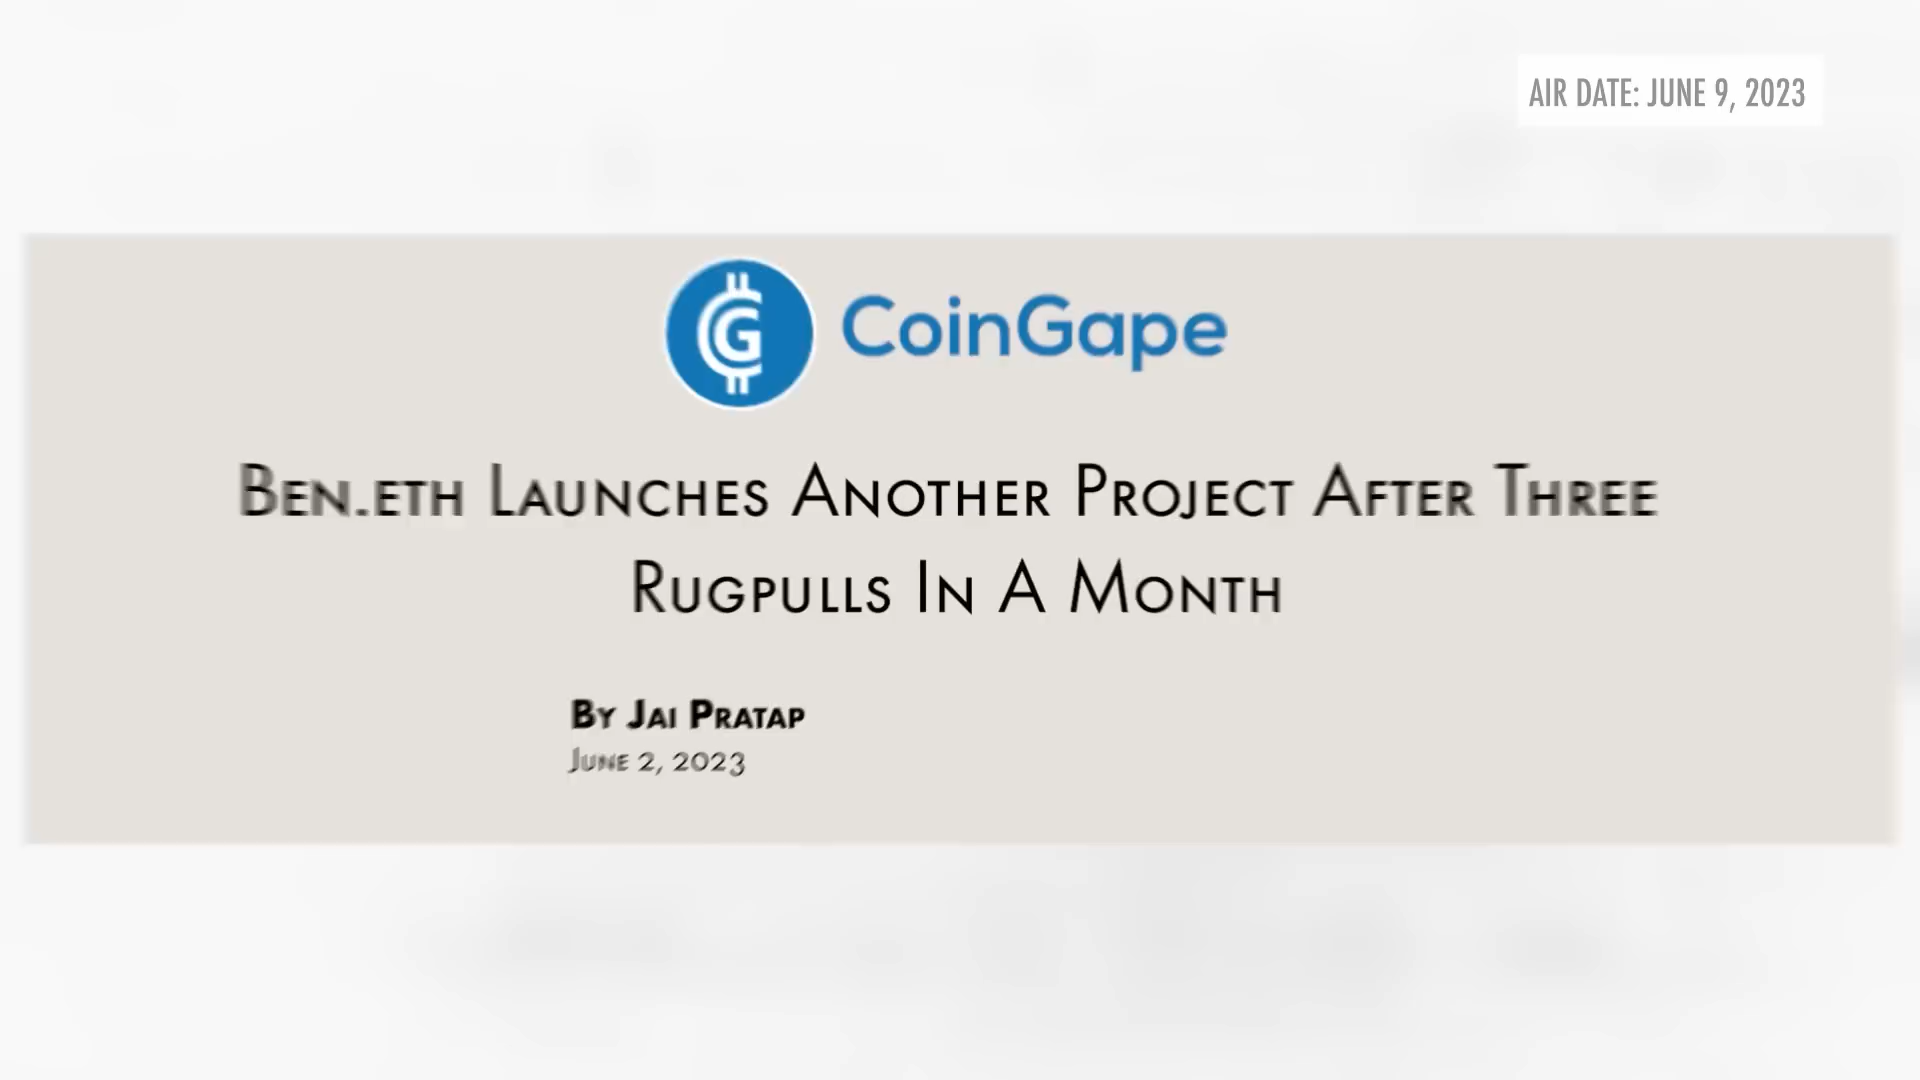 AIR DATE: JUNE 9, 2023
CoinGape
Ben.eth Launches Another Project After Three
Rugpulls In A Month
By Jai Pratap
June 2, 2023